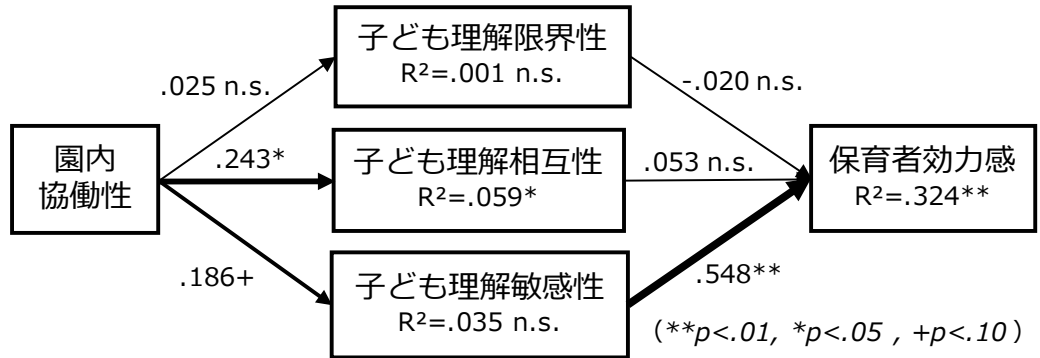 子ども理解限界性
R²=.001 n.s.
.025 n.s.
-.020 n.s.
園内
協働性
.243*
子ども理解相互性
R²=.059*
.053 n.s.
保育者効力感
R²=.324**
.186+
子ども理解敏感性
R²=.035 n.s.
.548**
（**p<.01, *p<.05 , +p<.10）